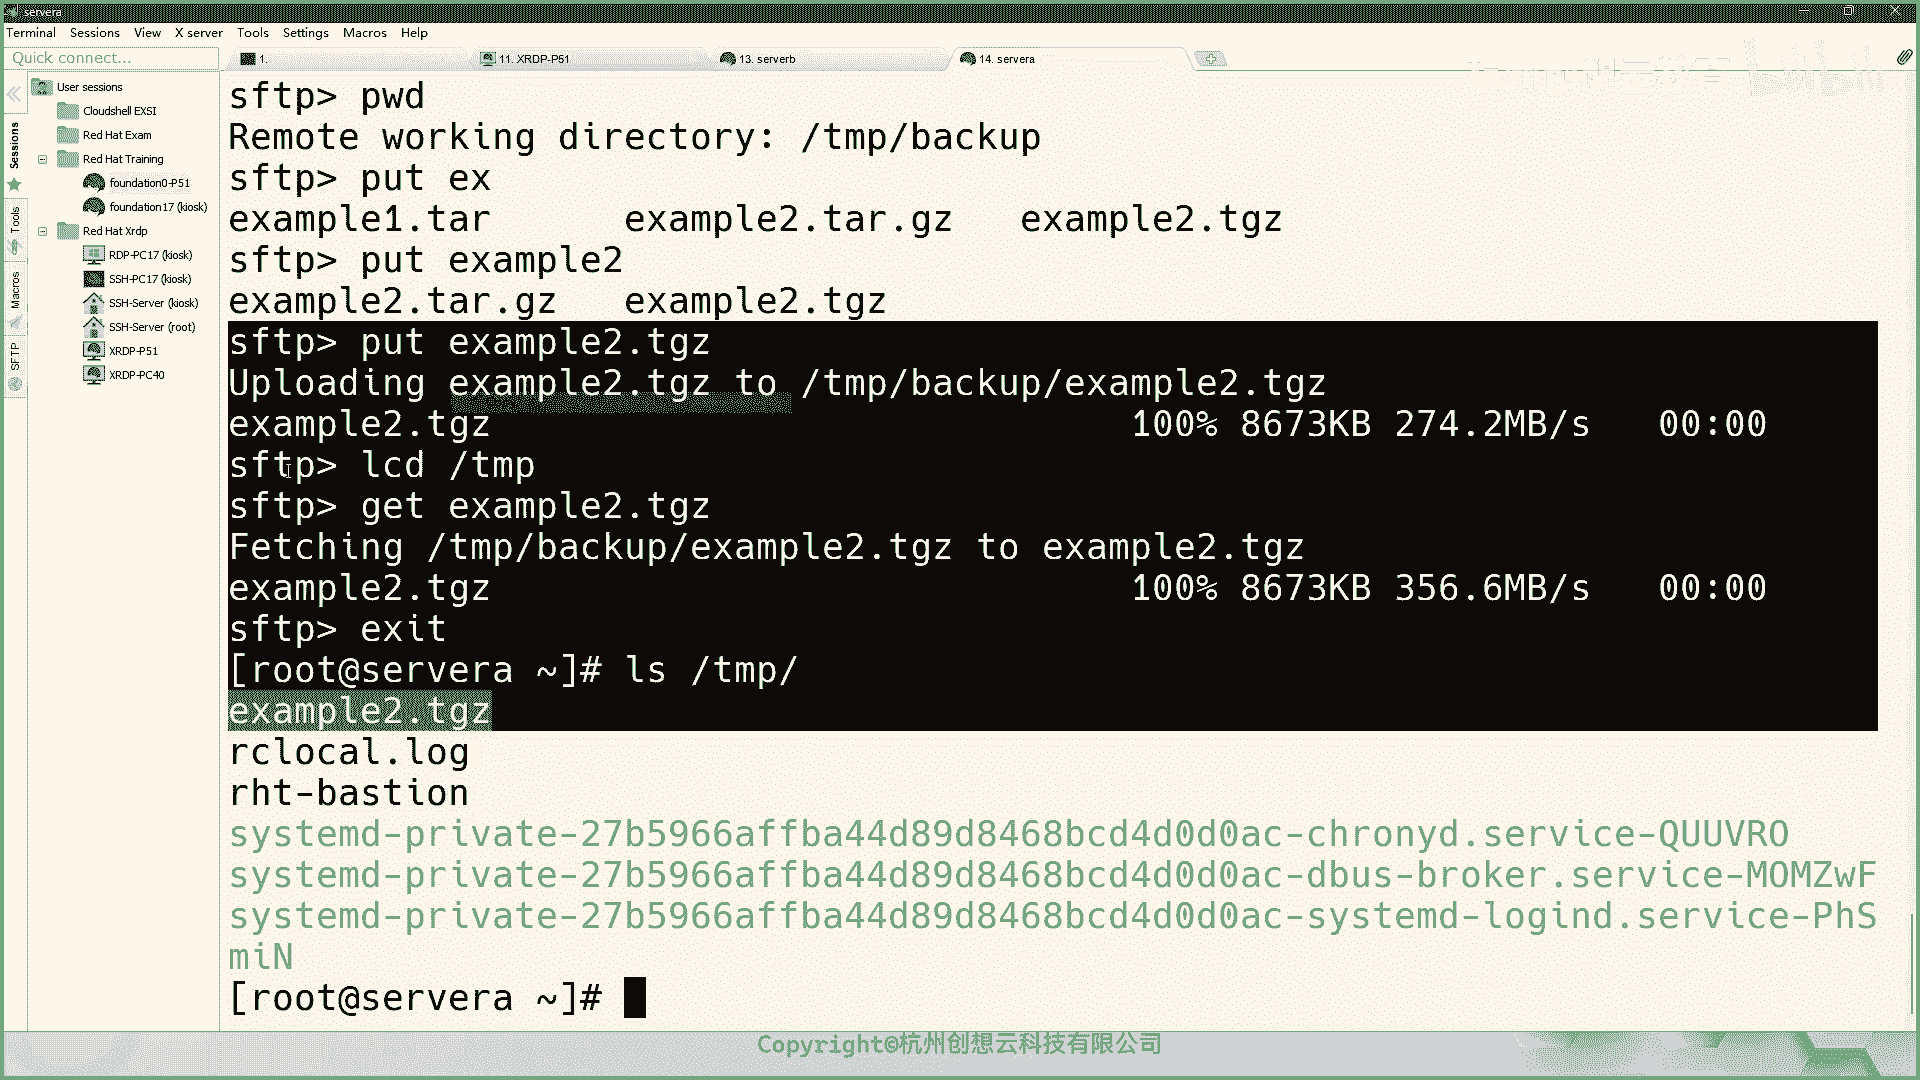 servera
Terminal Sessions View X server Tools Settings Macros Help
Quick connect...
1.
11. XRDP-P51
13. serverb
14. servera
Sessions
Tools
Macros
SFTP
User sessions
Cloudshell EXSI
Red Hat Exam
Red Hat Training
foundation0-P51
foundation17 (kiosk)
Red Hat Xrdp
RDP-PC17 (kiosk)
SSH-PC17 (kiosk)
SSH-Server (kiosk)
SSH-Server (root)
XRDP-P51
XRDP-PC40
sftp> pwd
Remote working directory: /tmp/backup
sftp> put ex
example1.tar example2.tar.gz example2.tgz
sftp> put example2
example2.tar.gz example2.tgz
sftp> put example2.tgz
Uploading example2.tgz to /tmp/backup/example2.tgz
example2.tgz 100% 8673KB 274.2MB/s 00:00
sftp> lcd /tmp
sftp> get example2.tgz
Fetching /tmp/backup/example2.tgz to example2.tgz
example2.tgz 100% 8673KB 356.6MB/s 00:00
sftp> exit
[root@servera ~]# ls /tmp/
example2.tgz
rclocal.log
rht-bastion
systemd-private-27b5966affba44d89d8468bcd4d0d0ac-chronyd.service-QUUVRO
systemd-private-27b5966affba44d89d8468bcd4d0d0ac-dbus-broker.service-MOMZwF
systemd-private-27b5966affba44d89d8468bcd4d0d0ac-systemd-logind.service-PhS
miN
[root@servera ~]#
Copyright©杭州创想云科技有限公司